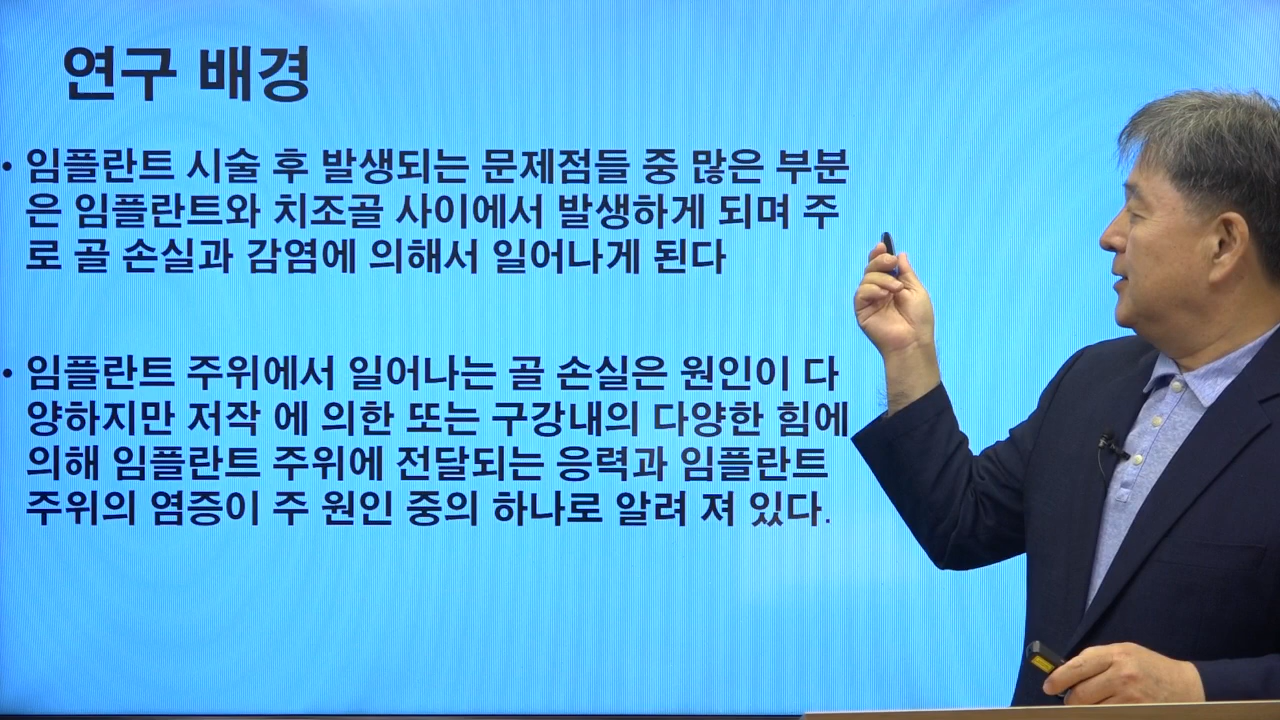 연구 배경
• 임플란트 시술 후 발생되는 문제점들 중 많은 부분
은 임플란트와 치조골 사이에서 발생하게 되며 주
로 골 손실과 감염에 의해서 일어나게 된다
• 임플란트 주위에서 일어나는 골 손실은 원인이 다
양하지만 저작 에 의한 또는 구강내의 다양한 힘에
의해 임플란트 주위에 전달되는 응력과 임플란트
주위의 염증이 주 원인 중의 하나로 알려 져 있다.